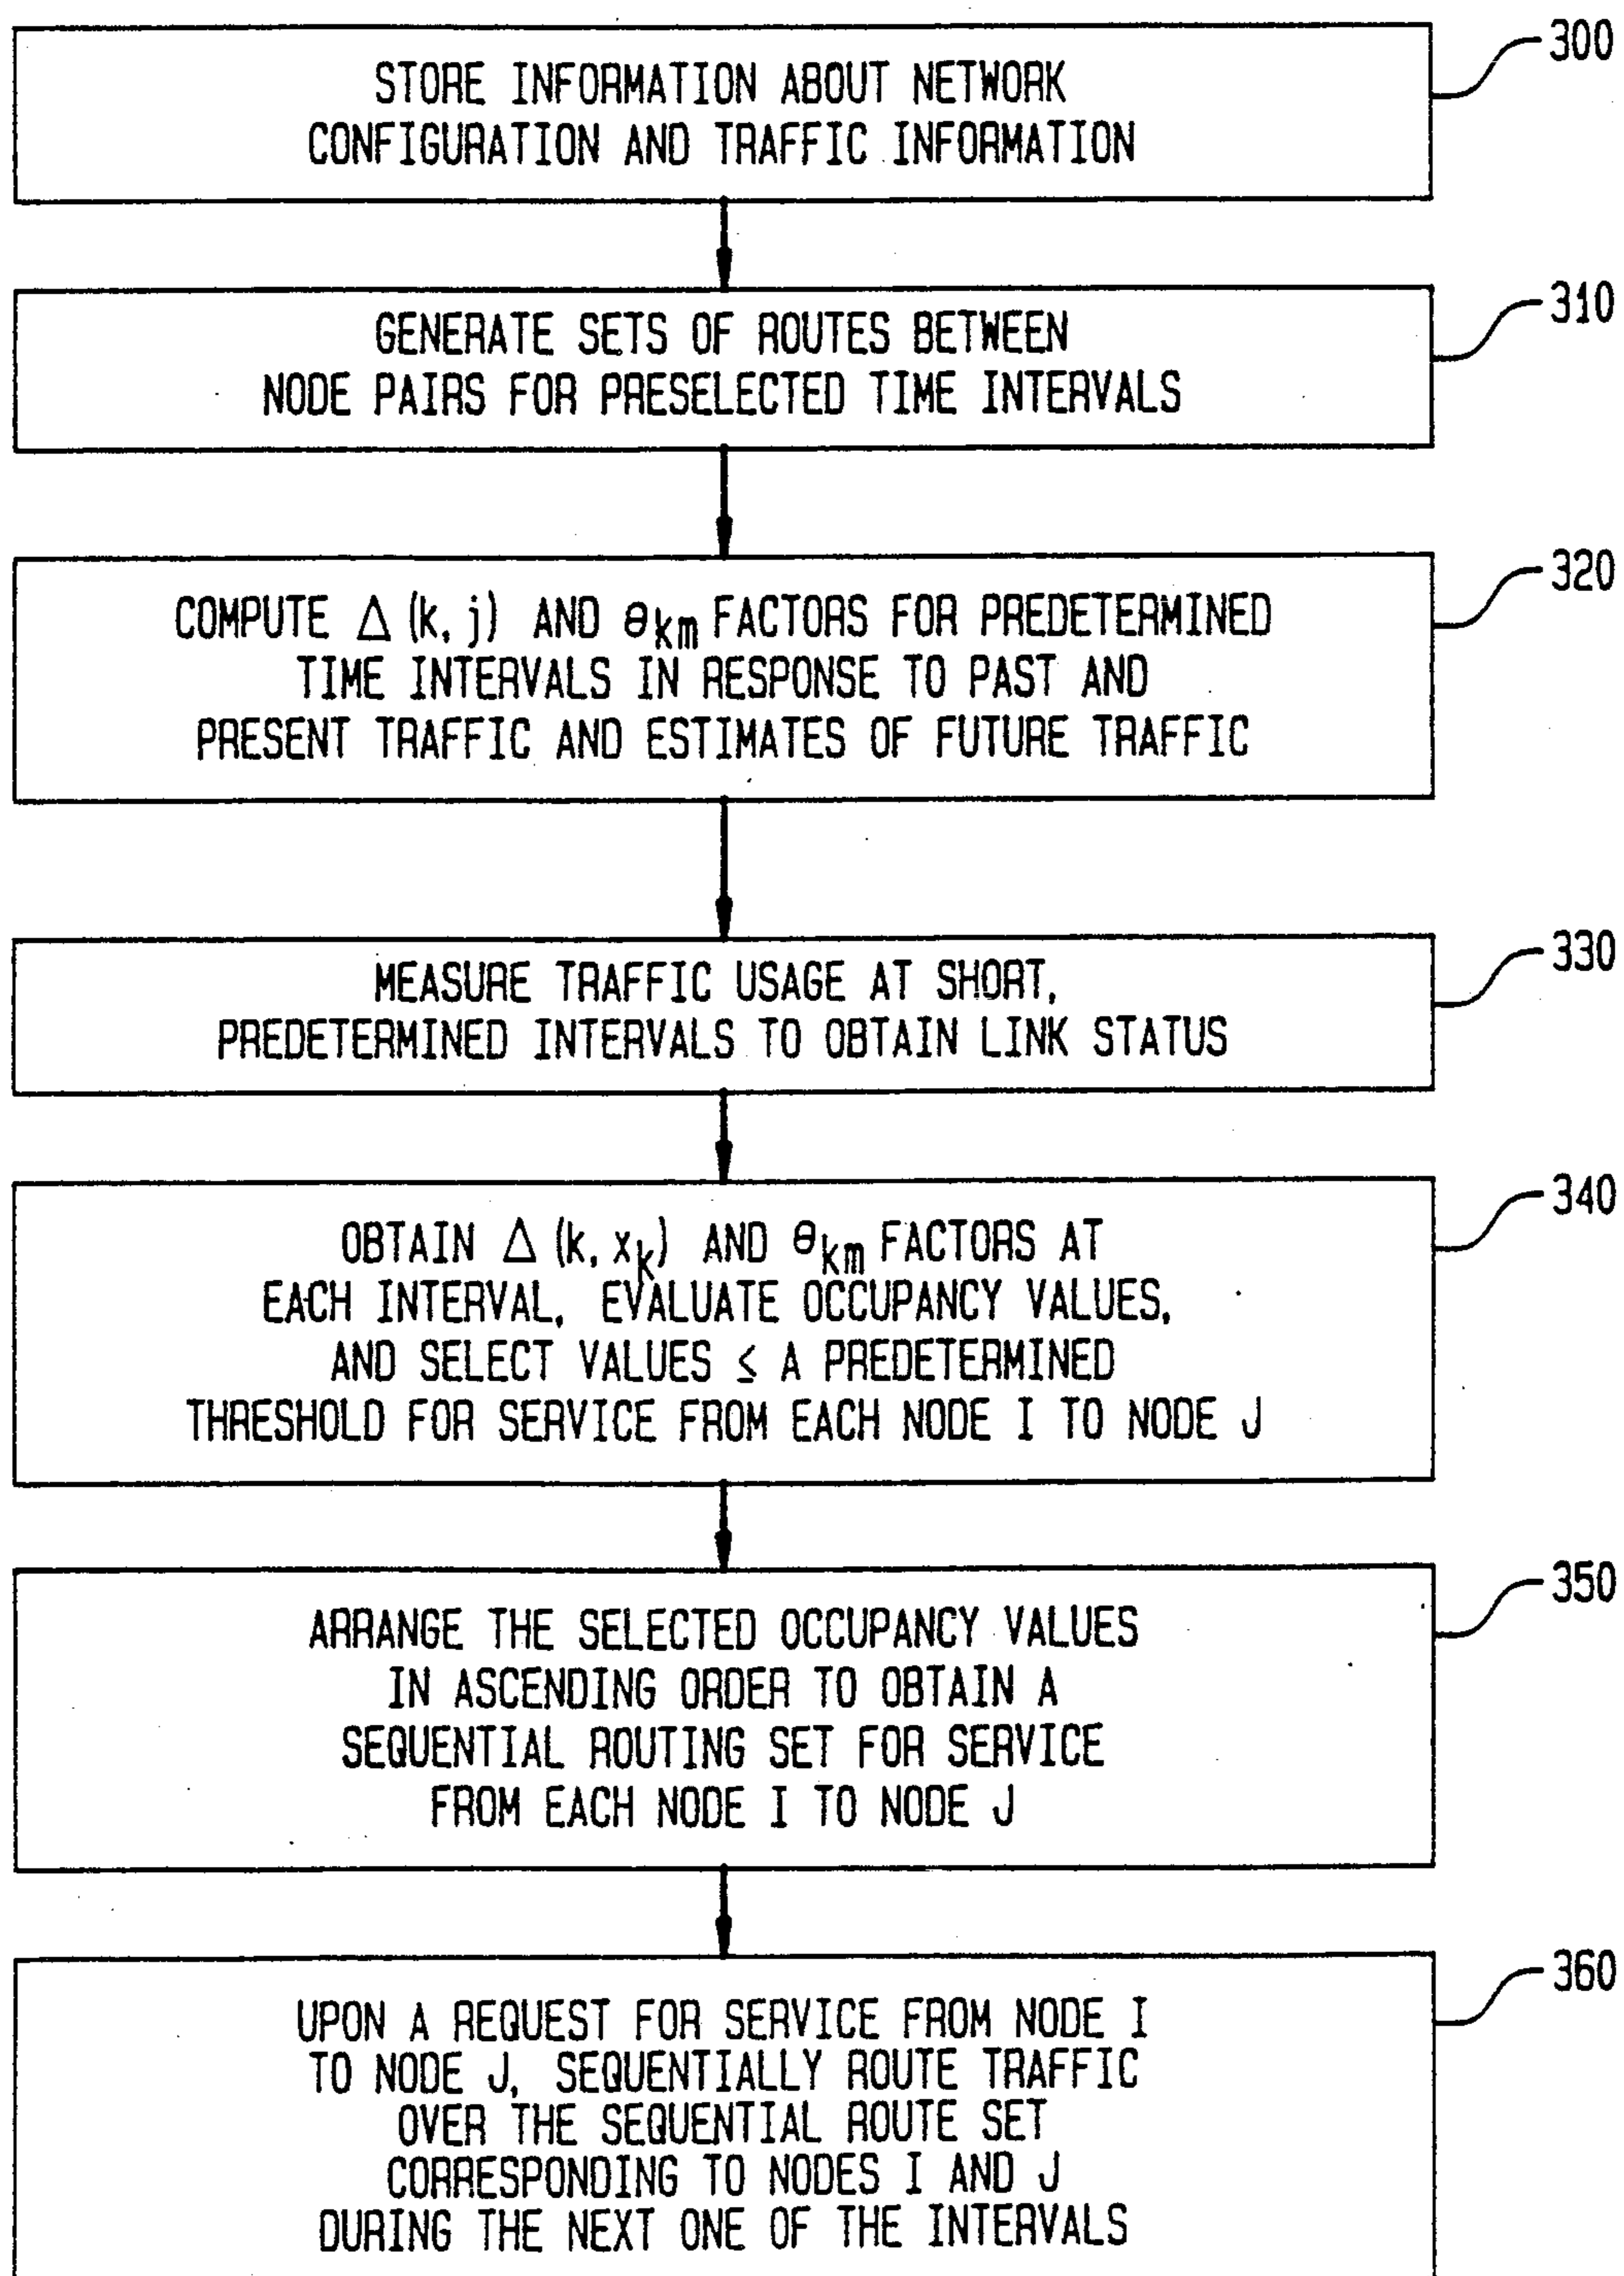 300
STORE INFORMATION ABOUT NETWORK
CONFIGURATION AND TRAFFIC INFORMATION
310
GENERATE SETS OF ROUTES BETWEEN
NODE PAIRS FOR PRESELECTED TIME INTERVALS
320
COMPUTE Δ (k, j) AND θkm FACTORS FOR PREDETERMINED
TIME INTERVALS IN RESPONSE TO PAST AND
PRESENT TRAFFIC AND ESTIMATES OF FUTURE TRAFFIC
330
MEASURE TRAFFIC USAGE AT SHORT,
PREDETERMINED INTERVALS TO OBTAIN LINK STATUS
340
OBTAIN Δ (k, xk) AND θkm FACTORS AT
EACH INTERVAL, EVALUATE OCCUPANCY VALUES,
AND SELECT VALUES ≤ A PREDETERMINED
THRESHOLD FOR SERVICE FROM EACH NODE I TO NODE J
350
ARRANGE THE SELECTED OCCUPANCY VALUES
IN ASCENDING ORDER TO OBTAIN A
SEQUENTIAL ROUTING SET FOR SERVICE
FROM EACH NODE I TO NODE J
360
UPON A REQUEST FOR SERVICE FROM NODE I
TO NODE J, SEQUENTIALLY ROUTE TRAFFIC
OVER THE SEQUENTIAL ROUTE SET
CORRESPONDING TO NODES I AND J
DURING THE NEXT ONE OF THE INTERVALS